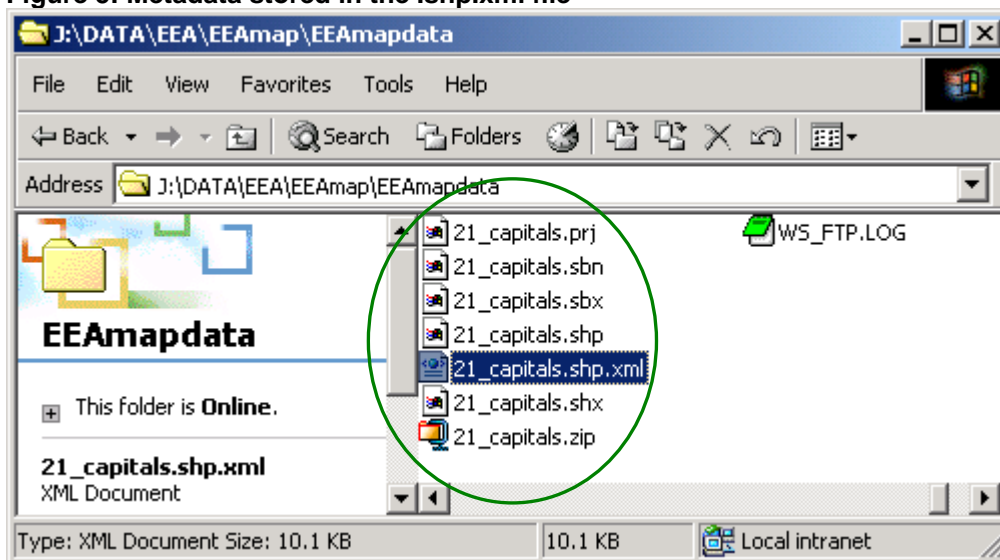 J:\DATA\EEA\EEAmap\EEAmapdata
File Edit View Favorites Tools Help
Back Search Folders
Address J:\DATA\EEA\EEAmap\EEAmapdata
EEAmapdata
This folder is Online.
21_capitals.shp.xml
XML Document
21_capitals.prj
21_capitals.sbn
21_capitals.sbx
21_capitals.shp
21_capitals.shp.xml
21_capitals.shx
21_capitals.zip
WS_FTP.LOG
Type: XML Document Size: 10.1 KB 10.1 KB Local intranet